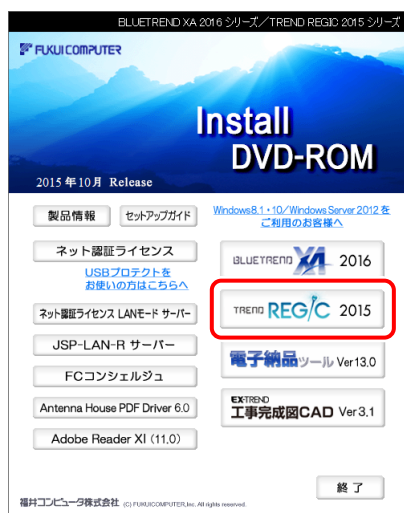 BLUETREND XA 2016 シリーズ／TREND REGIC 2015 シリーズ
FUKUI COMPUTER
Install
DVD-ROM
2015 年 10 月 Release
製品情報
セットアップガイド
Windows8.1・10／Windows Server 2012 を
ご利用のお客様へ
ネット認証ライセンス
USBプロテクトを
お使いの方はこちらへ
ネット認証ライセンス LANモード サーバー
JSP-LAN-R サーバー
FCコンシェルジュ
Antenna House PDF Driver 6.0
Adobe Reader XI (11.0)
BLUETREND XA 2016
TREND REGIC 2015
電子納品ツール Ver13.0
EX-TREND
工事完成図CAD Ver3.1
終 了
福井コンピュータ株式会社 (C) FUKUICOMPUTER,Inc. All rights reserved.